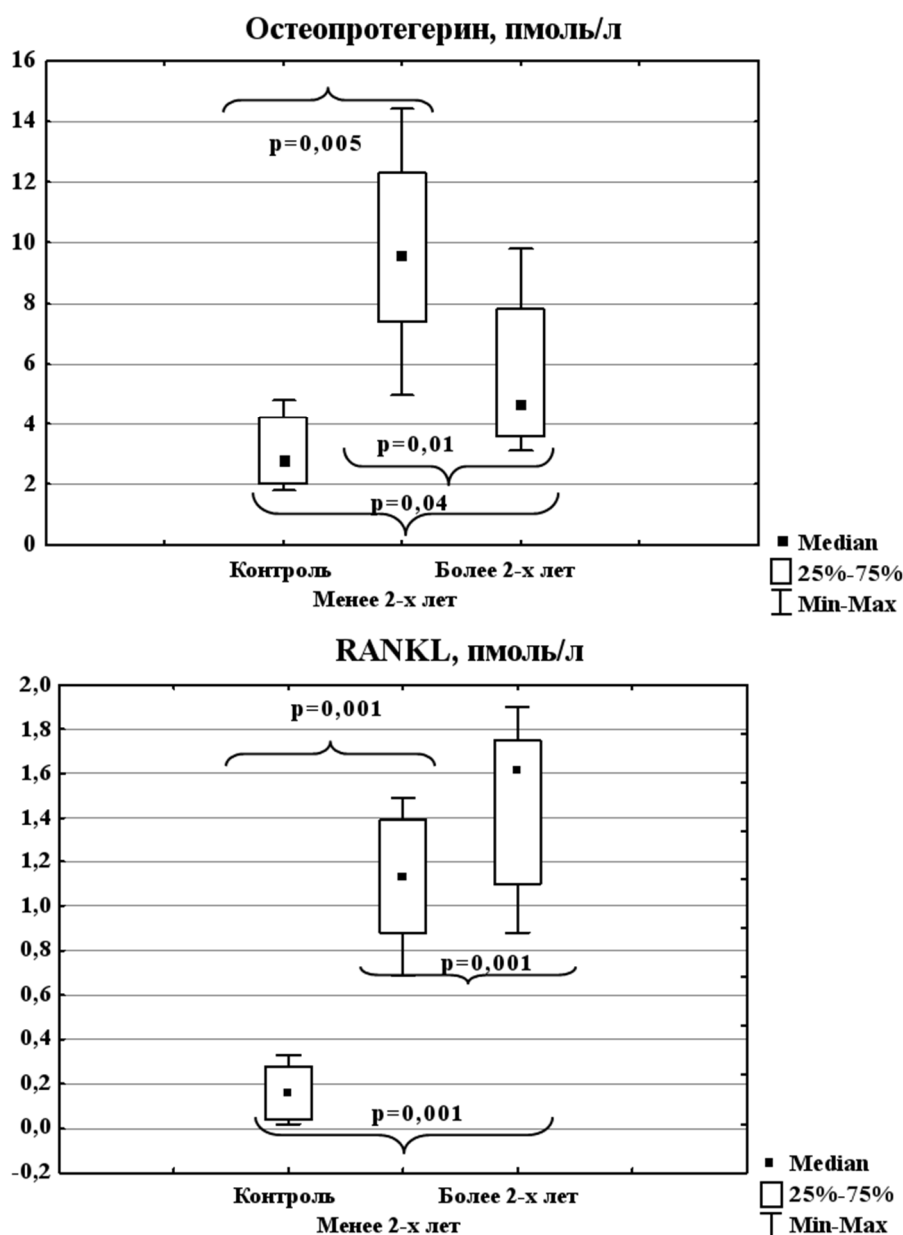 Остеопротегерин, пмоль/л
16
14
12
10
8
6
4
2
0
p=0,005
p=0,01
p=0,04
Контроль
Более 2-х лет
Менее 2-х лет
Median
25%-75%
Min-Max
RANKL, пмоль/л
2,0
1,8
1,6
1,4
1,2
1,0
0,8
0,6
0,4
0,2
0,0
-0,2
p=0,001
p=0,001
p=0,001
Контроль
Более 2-х лет
Менее 2-х лет
Median
25%-75%
Min-Max